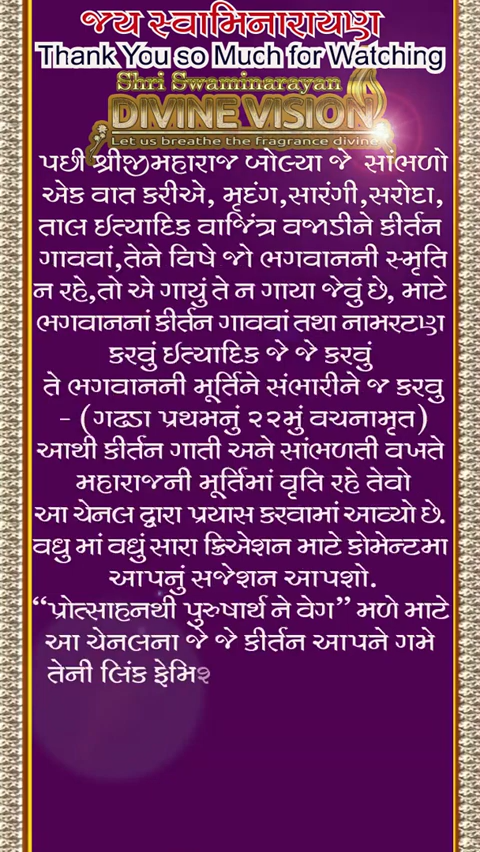 જય સ્વામિનારાયણ
Thank You so Much for Watching
Shri Swaminarayan
DIVINE VISION
Let us breathe the fragrance divine
પછી શ્રીજીમહારાજ બોલ્યા જે સાંભળો
એક વાત કરીએ, મૃદંગ,સારંગી,સરોદા,
તાલ ઇત્યાદિક વાજિંત્ર વજાડીને કીર્તન
ગાવવાં,તેને વિષે જો ભગવાનની સ્મૃતિ
ન રહે,તો એ ગાયું તે ન ગાયા જેવું છે, માટે
ભગવાનનાં કીર્તન ગાવવાં તથા નામરટણ
કરવું ઇત્યાદિક જે જે કરવું
તે ભગવાનની મૂર્તિને સંભારીને જ કરવુ
- (ગઢડા પ્રથમનું ૨૨મું વચનામૃત)
આથી કીર્તન ગાતી અને સાંભળતી વખતે
મહારાજની મૂર્તિમાં વૃતિ રહે તેવો
આ ચેનલ દ્વારા પ્રયાસ કરવામાં આવ્યો છે.
વધુ માં વધું સારા ક્રિએશન માટે કોમેન્ટમા
આપનું સજેશન આપશો.
“પ્રોત્સાહનથી પુરુષાર્થ ને વેગ” મળે માટે
આ ચેનલના જે જે કીર્તન આપને ગમે
તેની લિંક ફેમિ